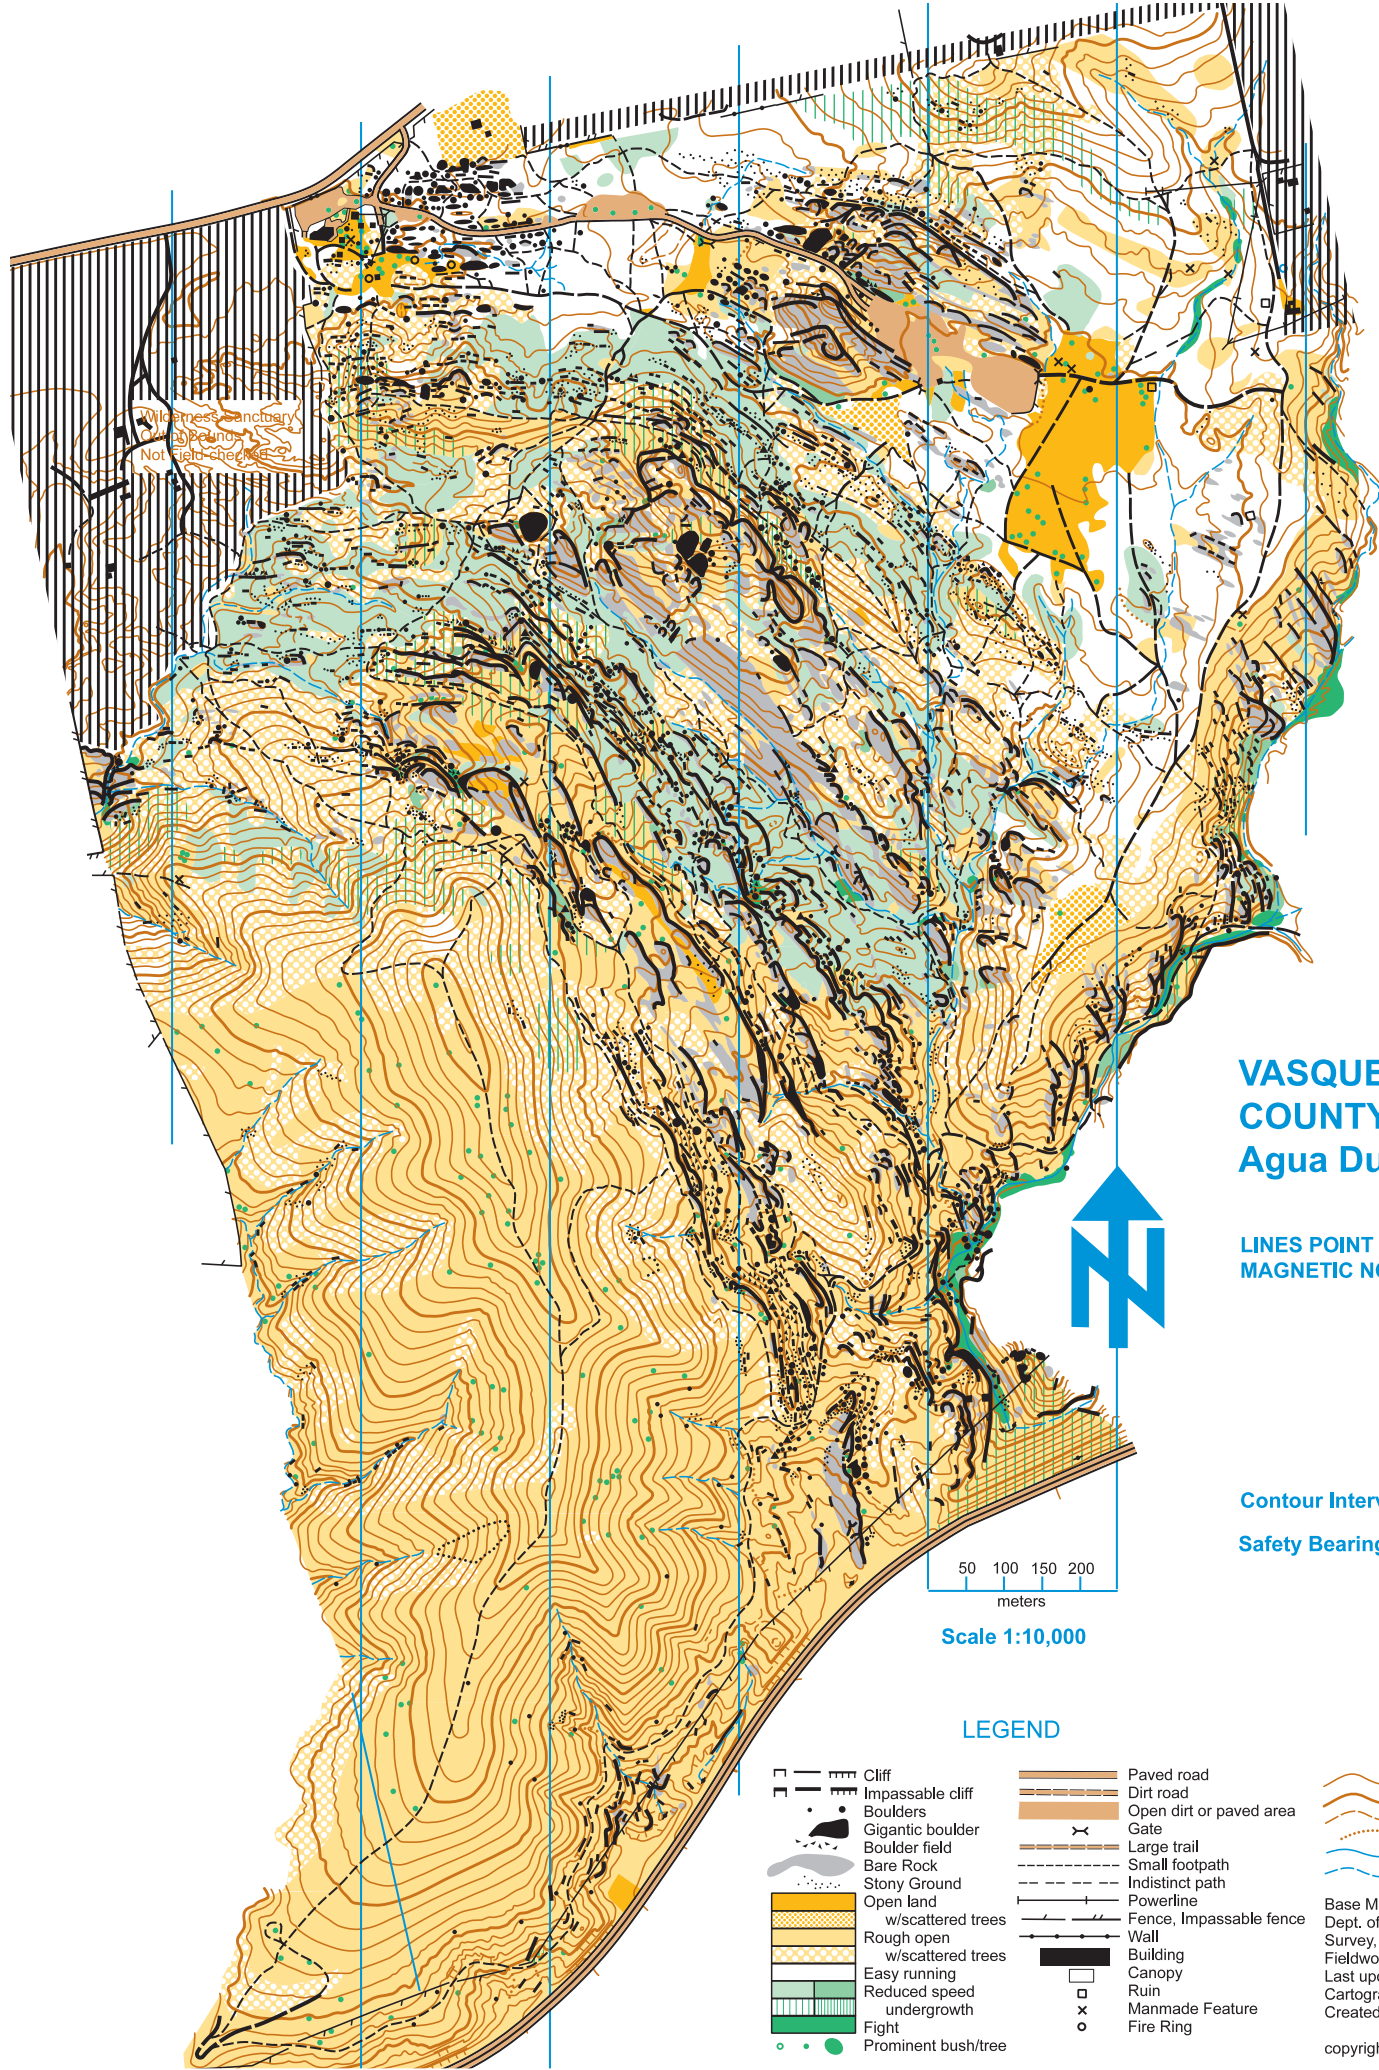 Wilderness Sanctuary
Out of Bounds
Not Field-checked
VASQUE
COUNTY
Agua Du
LINES POINT
MAGNETIC NO
Contour Interv
Safety Bearing
50 100 150 200
meters
Scale 1:10,000
LEGEND
Cliff
Impassable cliff
Boulders
Gigantic boulder
Boulder field
Bare Rock
Stony Ground
Open land
w/scattered trees
Rough open
w/scattered trees
Easy running
Reduced speed
undergrowth
Fight
Prominent bush/tree
Paved road
Dirt road
Open dirt or paved area
Gate
Large trail
Small footpath
Indistinct path
Powerline
Fence, Impassable fence
Wall
Building
Canopy
Ruin
Manmade Feature
Fire Ring
Base M
Dept. of
Survey,
Fieldwo
Last upd
Cartogra
Created
copyrigh